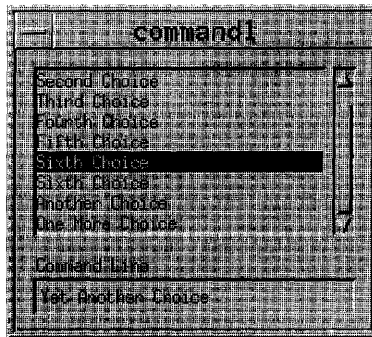 command1
Second Choice
Third Choice
Fourth Choice
Fifth Choice
Sixth Choice
Sixth Choice
Another Choice
One More Choice
Command Line
Yet Another Choice